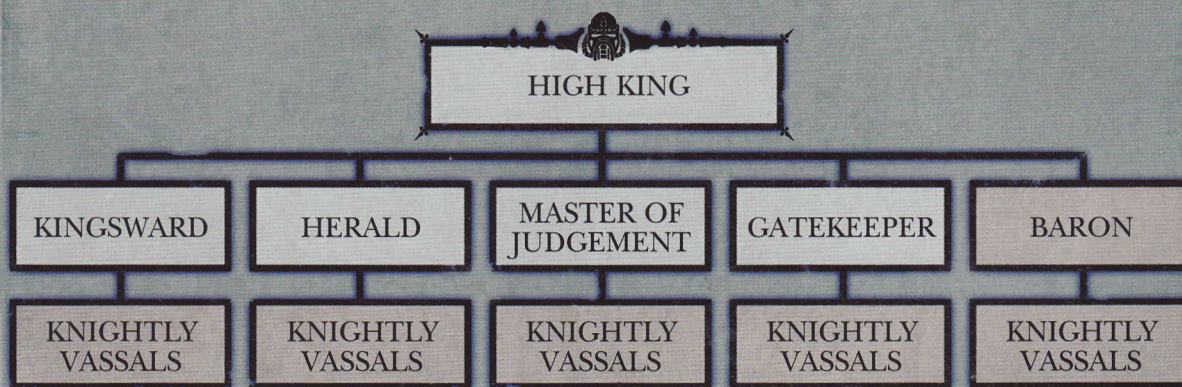 HIGH KING
KINGSWARD
HERALD
MASTER OF
JUDGEMENT
GATEKEEPER
BARON
KNIGHTLY
VASSALS
KNIGHTLY
VASSALS
KNIGHTLY
VASSALS
KNIGHTLY
VASSALS
KNIGHTLY
VASSALS